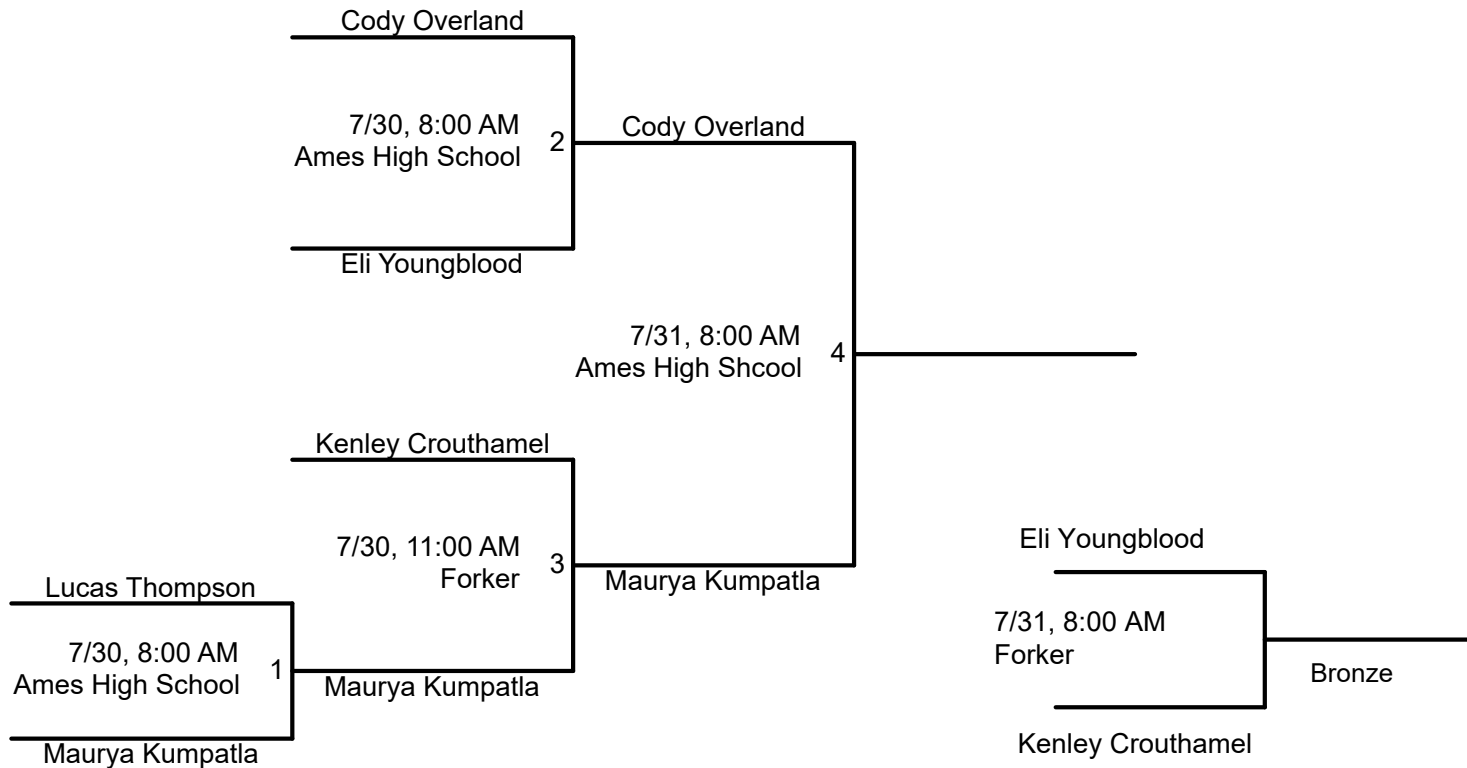 Cody Overland
7/30, 8:00 AM
Ames High School
2
Cody Overland
Eli Youngblood
7/31, 8:00 AM
Ames High Shcool
4
Kenley Crouthamel
7/30, 11:00 AM
Forker
3
Maurya Kumpatla
Lucas Thompson
7/30, 8:00 AM
Ames High School
1
Maurya Kumpatla
Maurya Kumpatla
Eli Youngblood
7/31, 8:00 AM
Forker
Bronze
Kenley Crouthamel